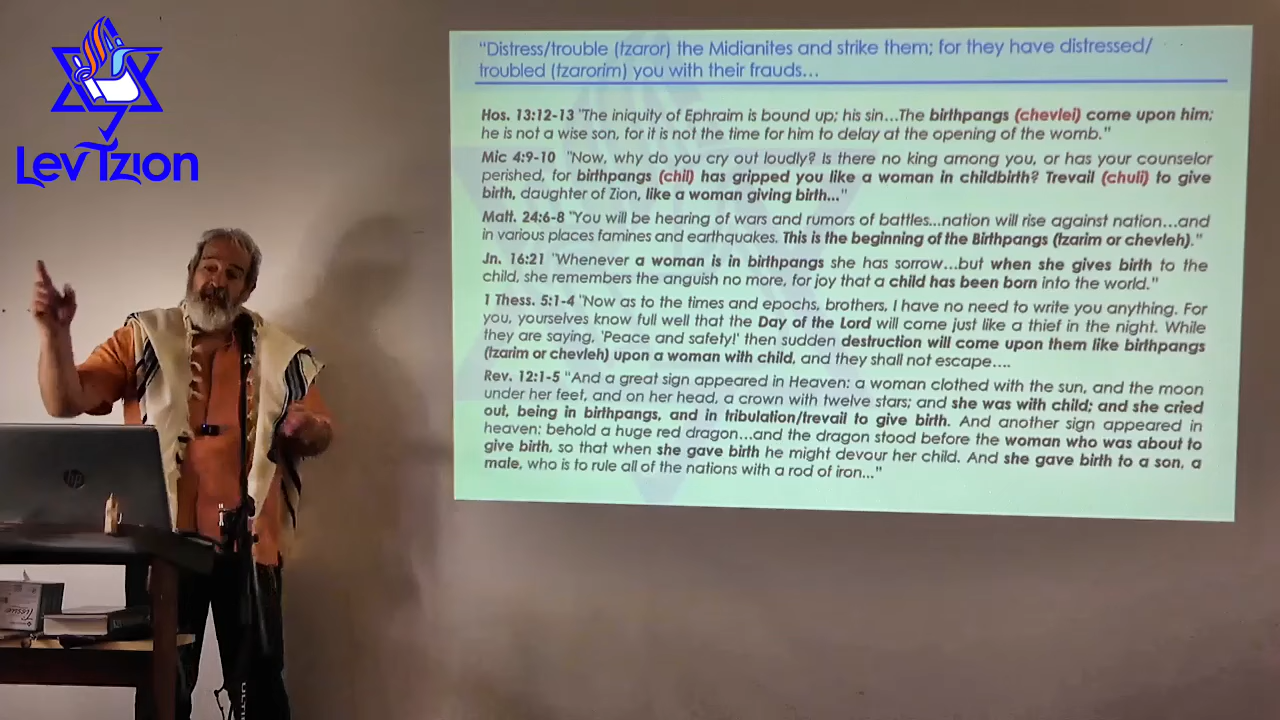 Lev Tzion
"Distress/trouble (tzaror) the Midianites and strike them; for they have distressed/
troubled (tzarorim) you with their frauds…
Hos. 13:12-13 "The iniquity of Ephraim is bound up; his sin…The birthpangs (chevlei) come upon him;
he is not a wise son, for it is not the time for him to delay at the opening of the womb."
Mic 4:9-10 "Now, why do you cry out loudly? Is there no king among you, or has your counselor
perished, for birthpangs (chil) has gripped you like a woman in childbirth? Trevail (chuli) to give
birth, daughter of Zion, like a woman giving birth..."
Matt. 24:6-8 "You will be hearing of wars and rumors of battles...nation will rise against nation…and
in various places famines and earthquakes. This is the beginning of the Birthpangs (tzarim or chevleh)."
Jn. 16:21 "Whenever a woman is in birthpangs she has sorrow…but when she gives birth to the
child, she remembers the anguish no more, for joy that a child has been born into the world."
1 Thess. 5:1-4 "Now as to the times and epochs, brothers, I have no need to write you anything. For
you, yourselves know full well that the Day of the Lord will come just like a thief in the night. While
they are saying, 'Peace and safety!' then sudden destruction will come upon them like birthpangs
(tzarim or chevleh) upon a woman with child, and they shall not escape….
Rev. 12:1-5 "And a great sign appeared in Heaven: a woman clothed with the sun, and the moon
under her feet, and on her head, a crown with twelve stars; and she was with child; and she cried
out, being in birthpangs, and in tribulation/trevail to give birth. And another sign appeared in
heaven: behold a huge red dragon…and the dragon stood before the woman who was about to
give birth, so that when she gave birth he might devour her child. And she gave birth to a son, a
male, who is to rule all of the nations with a rod of iron..."
hp
Tissue